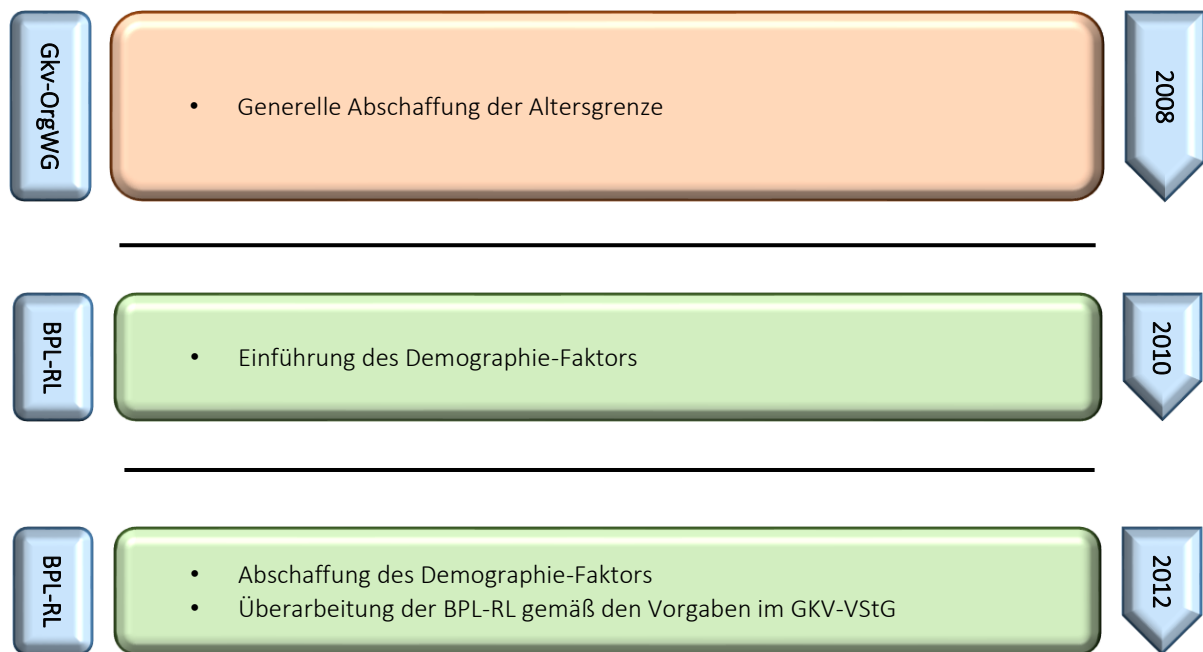 Gkv-OrgWG
• Generelle Abschaffung der Altersgrenze
2008
BPL-RL
• Einführung des Demographie-Faktors
2010
BPL-RL
• Abschaffung des Demographie-Faktors
• Überarbeitung der BPL-RL gemäß den Vorgaben im GKV-VStG
2012